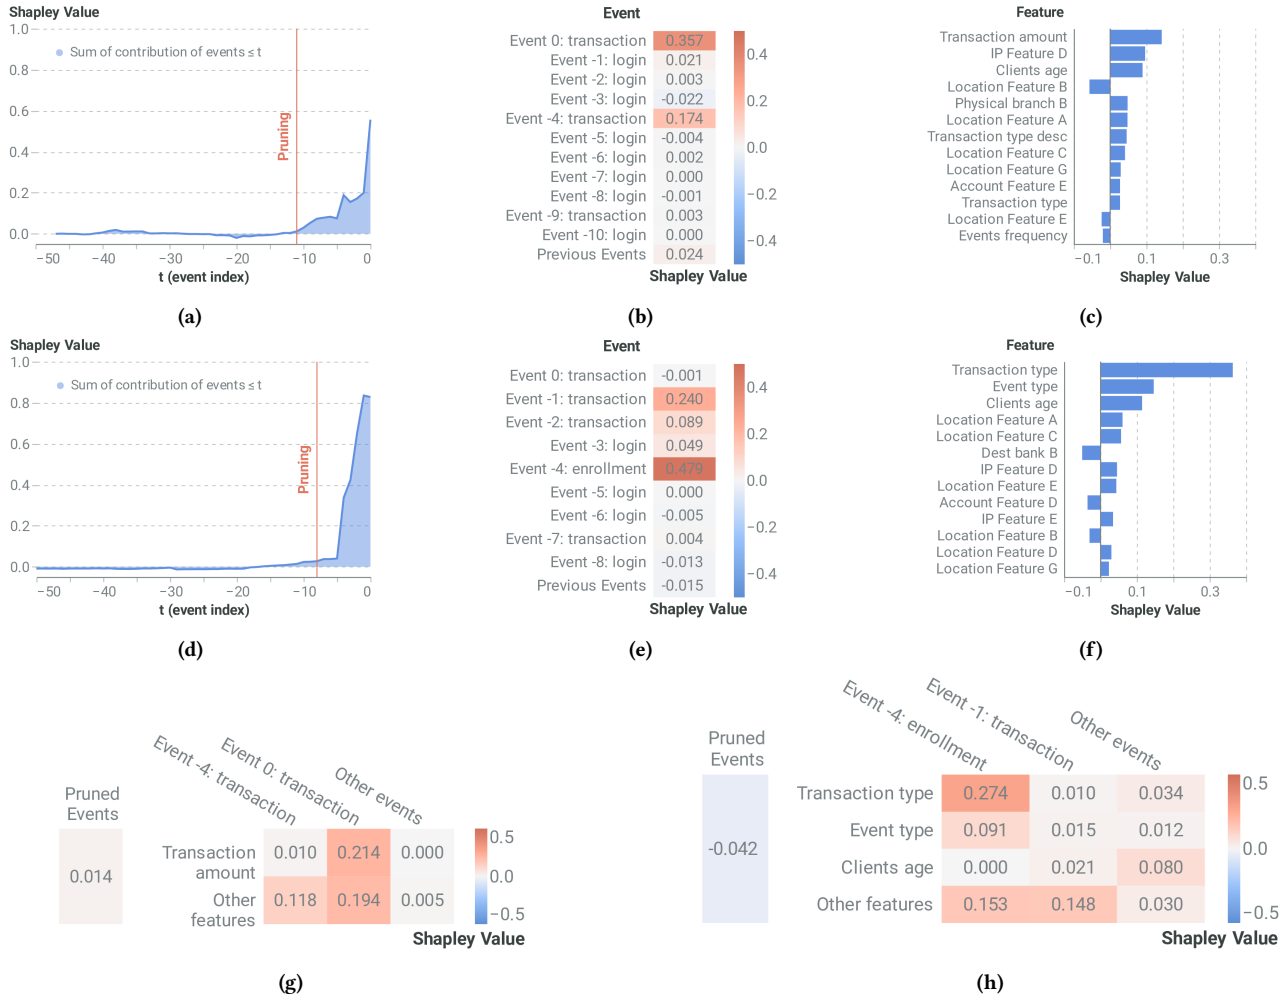 Shapley Value
1.0
Sum of contribution of events ≤ t
0.8
0.6
Pruning
0.4
0.2
0.0
−50 −40 −30 −20 −10 0
t (event index)
(a)
Event
Event 0: transaction 0.357
Event -1: login 0.021
Event -2: login 0.003
Event -3: login -0.022
Event -4: transaction 0.174
Event -5: login -0.004
Event -6: login 0.002
Event -7: login 0.000
Event -8: login -0.001
Event -9: transaction 0.003
Event -10: login 0.000
Previous Events 0.024
0.4
0.2
0.0
−0.2
−0.4
Shapley Value
(b)
Feature
Transaction amount
IP Feature D
Clients age
Location Feature B
Physical branch B
Location Feature A
Transaction type desc
Location Feature C
Location Feature G
Account Feature E
Transaction type
Location Feature E
Events frequency
−0.1 0.1 0.3
Shapley Value
(c)
Shapley Value
1.0
Sum of contribution of events ≤ t
0.8
0.6
Pruning
0.4
0.2
0.0
−50 −40 −30 −20 −10 0
t (event index)
(d)
Event
Event 0: transaction -0.001
Event -1: transaction 0.240
Event -2: transaction 0.089
Event -3: login 0.049
Event -4: enrollment 0.479
Event -5: login 0.000
Event -6: login -0.005
Event -7: transaction 0.004
Event -8: login -0.013
Previous Events -0.015
0.4
0.2
0.0
−0.2
−0.4
Shapley Value
(e)
Feature
Transaction type
Event type
Clients age
Location Feature A
Location Feature C
Dest bank B
IP Feature D
Location Feature E
Account Feature D
IP Feature E
Location Feature B
Location Feature D
Location Feature G
−0.1 0.1 0.3
Shapley Value
(f)
Pruned
Events
0.014
Event -4: transaction
Event 0: transaction
Other events
Transaction
amount
0.010 0.214 0.000
Other
features
0.118 0.194 0.005
0.5
0.0
−0.5
Shapley Value
(g)
Pruned
Events
-0.042
Event -4: enrollment
Event -1: transaction
Other events
Transaction type 0.274 0.010 0.034
Event type 0.091 0.015 0.012
Clients age 0.000 0.021 0.080
Other features 0.153 0.148 0.030
0.5
0.0
−0.5
Shapley Value
(h)